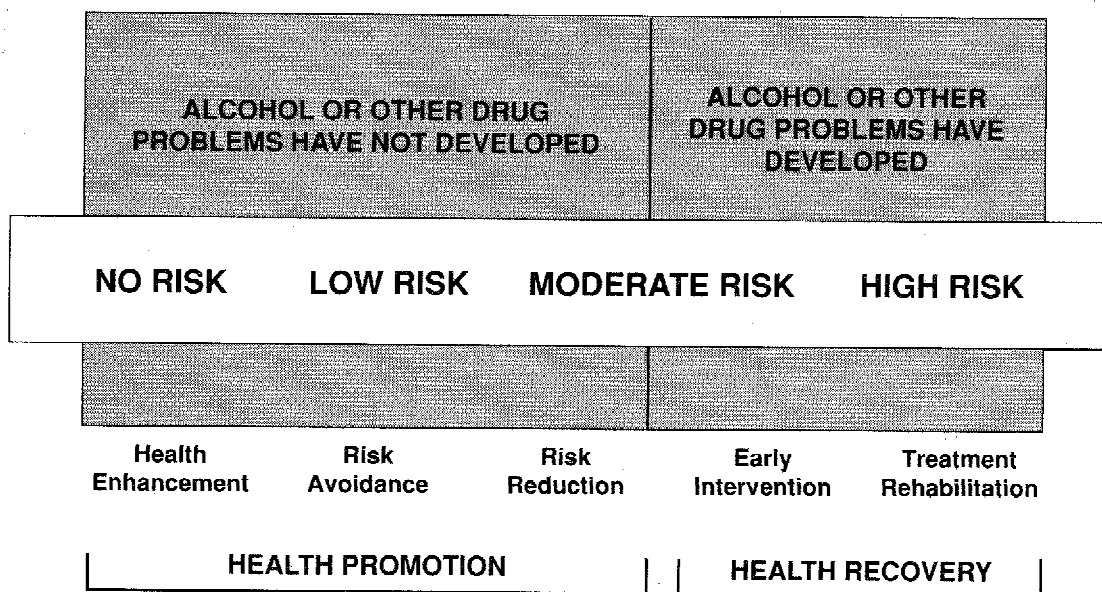 ALCOHOL OR OTHER DRUG
PROBLEMS HAVE NOT DEVELOPED
ALCOHOL OR OTHER
DRUG PROBLEMS HAVE
DEVELOPED
NO RISK LOW RISK MODERATE RISK HIGH RISK
Health
Enhancement
Risk
Avoidance
Risk
Reduction
Early
Intervention
Treatment
Rehabilitation
HEALTH PROMOTION
HEALTH RECOVERY